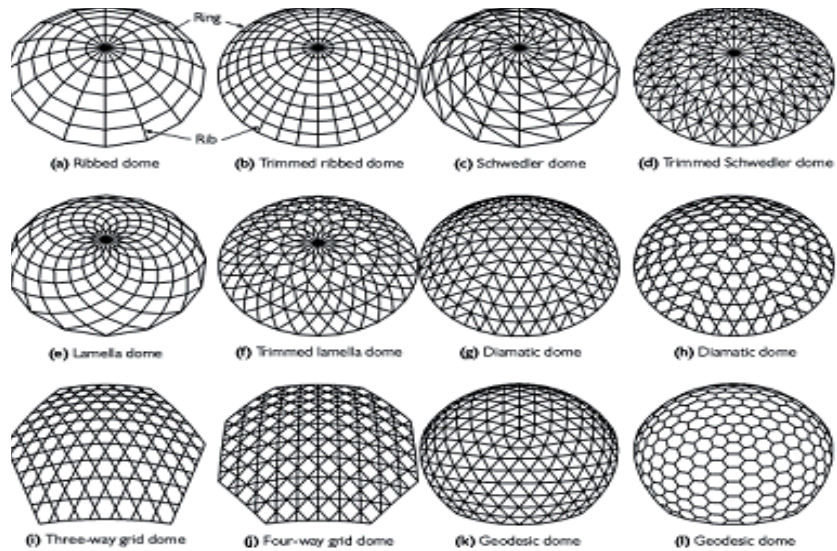 Ring
Rib
(a) Ribbed dome
(b) Trimmed ribbed dome
(c) Schwedler dome
(d) Trimmed Schwedler dome
(e) Lamella dome
(f) Trimmed lamella dome
(g) Diamatic dome
(h) Diamatic dome
(i) Three-way grid dome
(j) Four-way grid dome
(k) Geodesic dome
(l) Geodesic dome